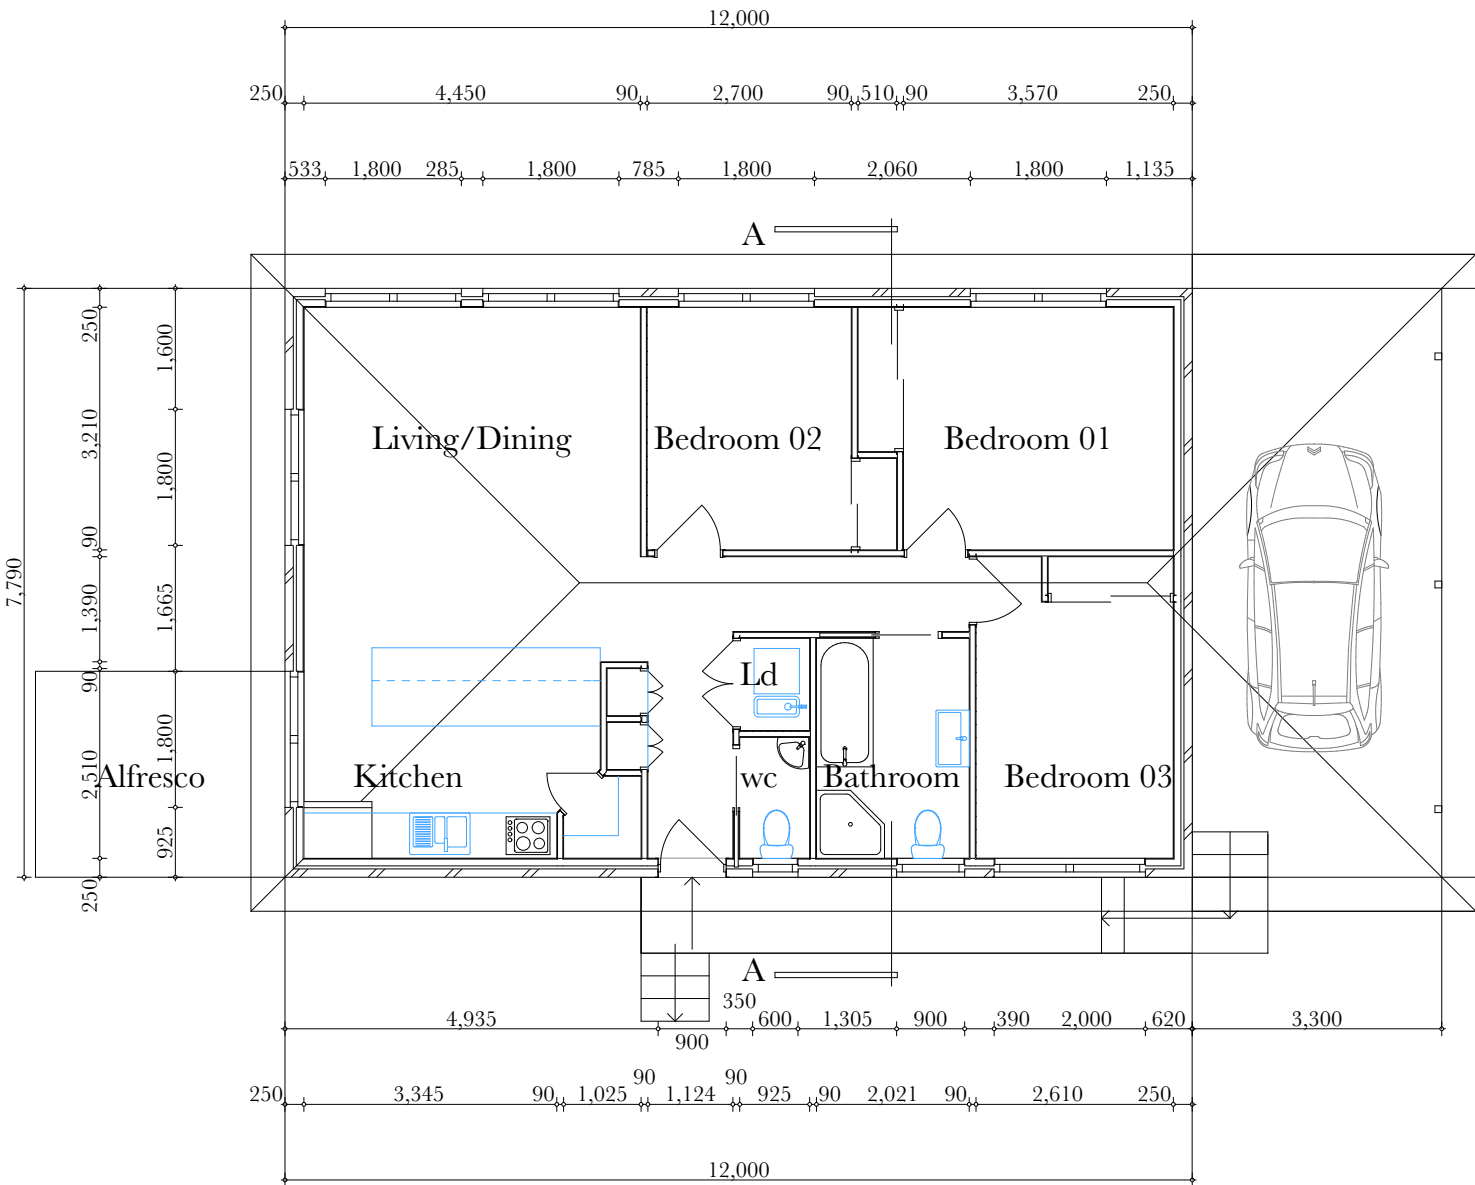 12,000
250 4,450 90 2,700 90 510 90 3,570 250
533 1,800 285 1,800 785 1,800 2,060 1,800 1,135
A
7,790
250 3,210 90 1,390 90 2,510 250
1,600 1,800 1,665 1,800 925
Living/Dining
Bedroom 02
Bedroom 01
Ld
Alfresco
Kitchen
wc
Bathroom
Bedroom 03
A
4,935 900 350 600 1,305 900 390 2,000 620 3,300
250 3,345 90 1,025 90 1,124 90 925 90 2,021 90 2,610 250
12,000